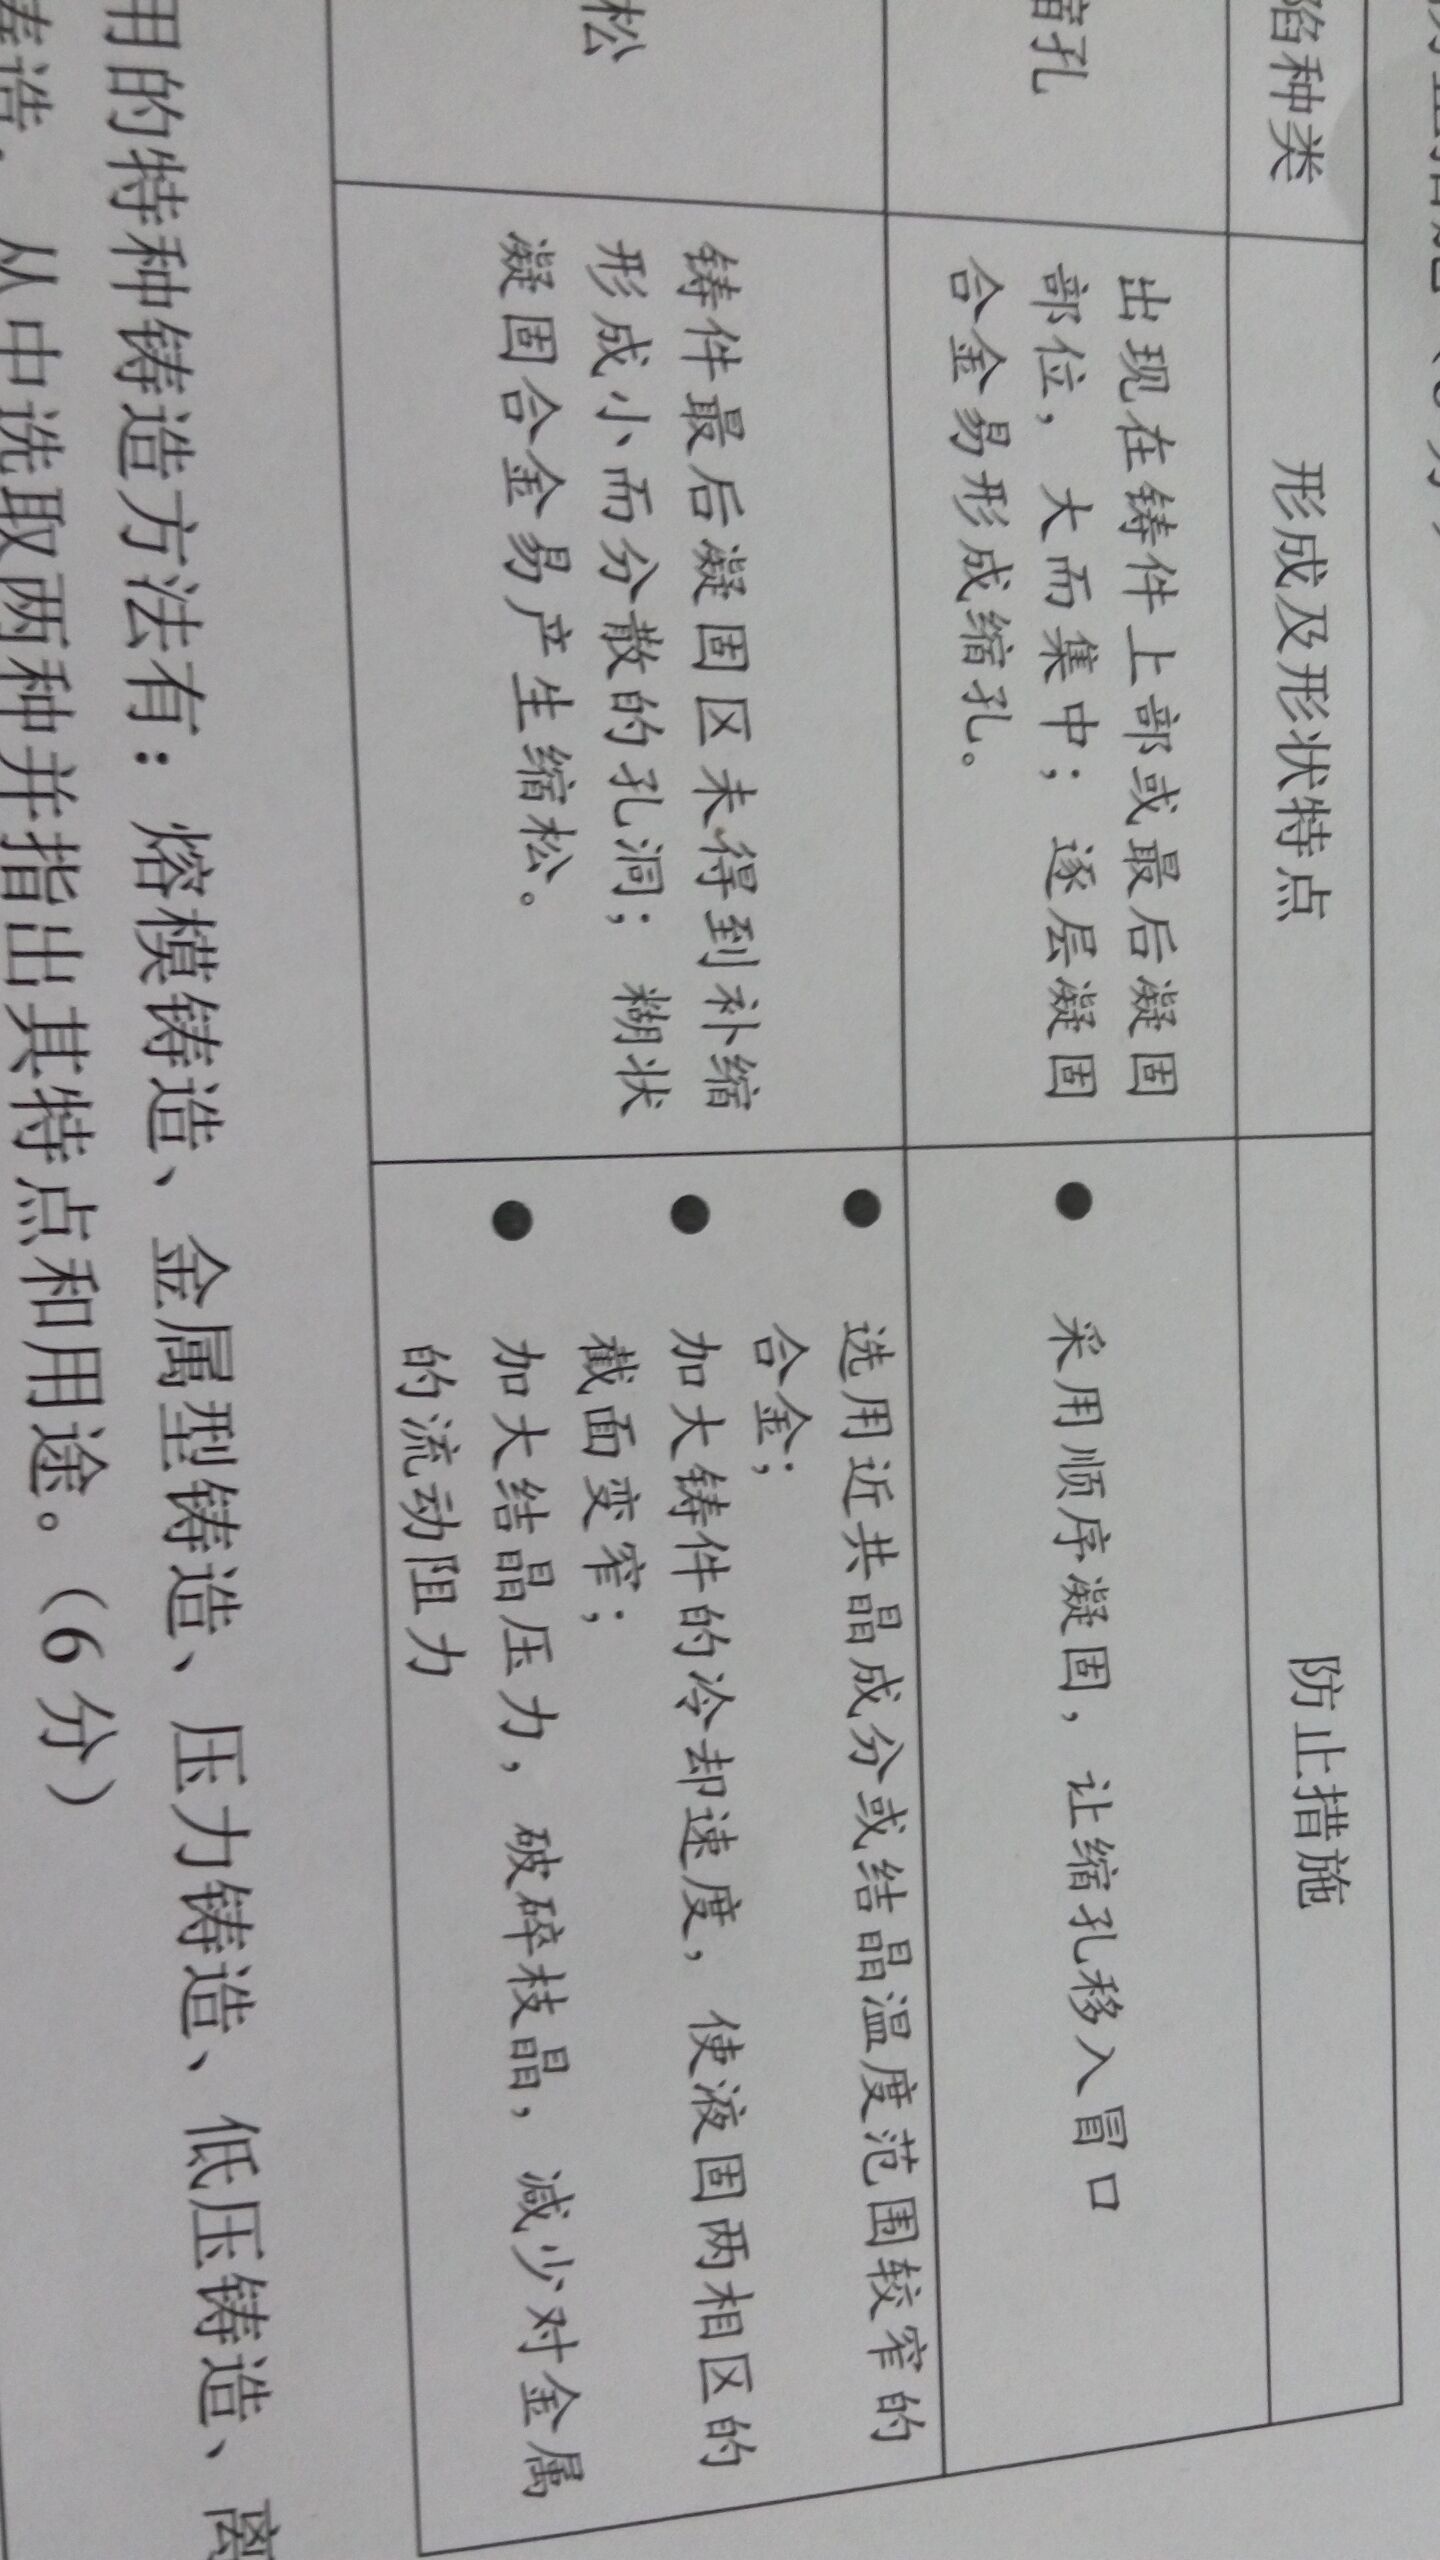 陷种类
形成及形状特点
防止措施
缩孔
出现在铸件上部或最后凝固
部位，大而集中；逐层凝固
合金易形成缩孔。
● 采用顺序凝固，让缩孔移入冒口
松
铸件最后凝固区未得到补缩
形成小而分散的孔洞；糊状
凝固合金易产生缩松。
● 选用近共晶成分或结晶温度范围较窄的
合金；
● 加大铸件的冷却速度，使液固两相区的
截面变窄；
● 加大结晶压力，破碎枝晶，减少对金属
的流动阻力
用的特种铸造方法有：熔模铸造、金属型铸造、压力铸造、低压铸造、离
铸造．从中选取两种并指出其特点和用途。（6分）